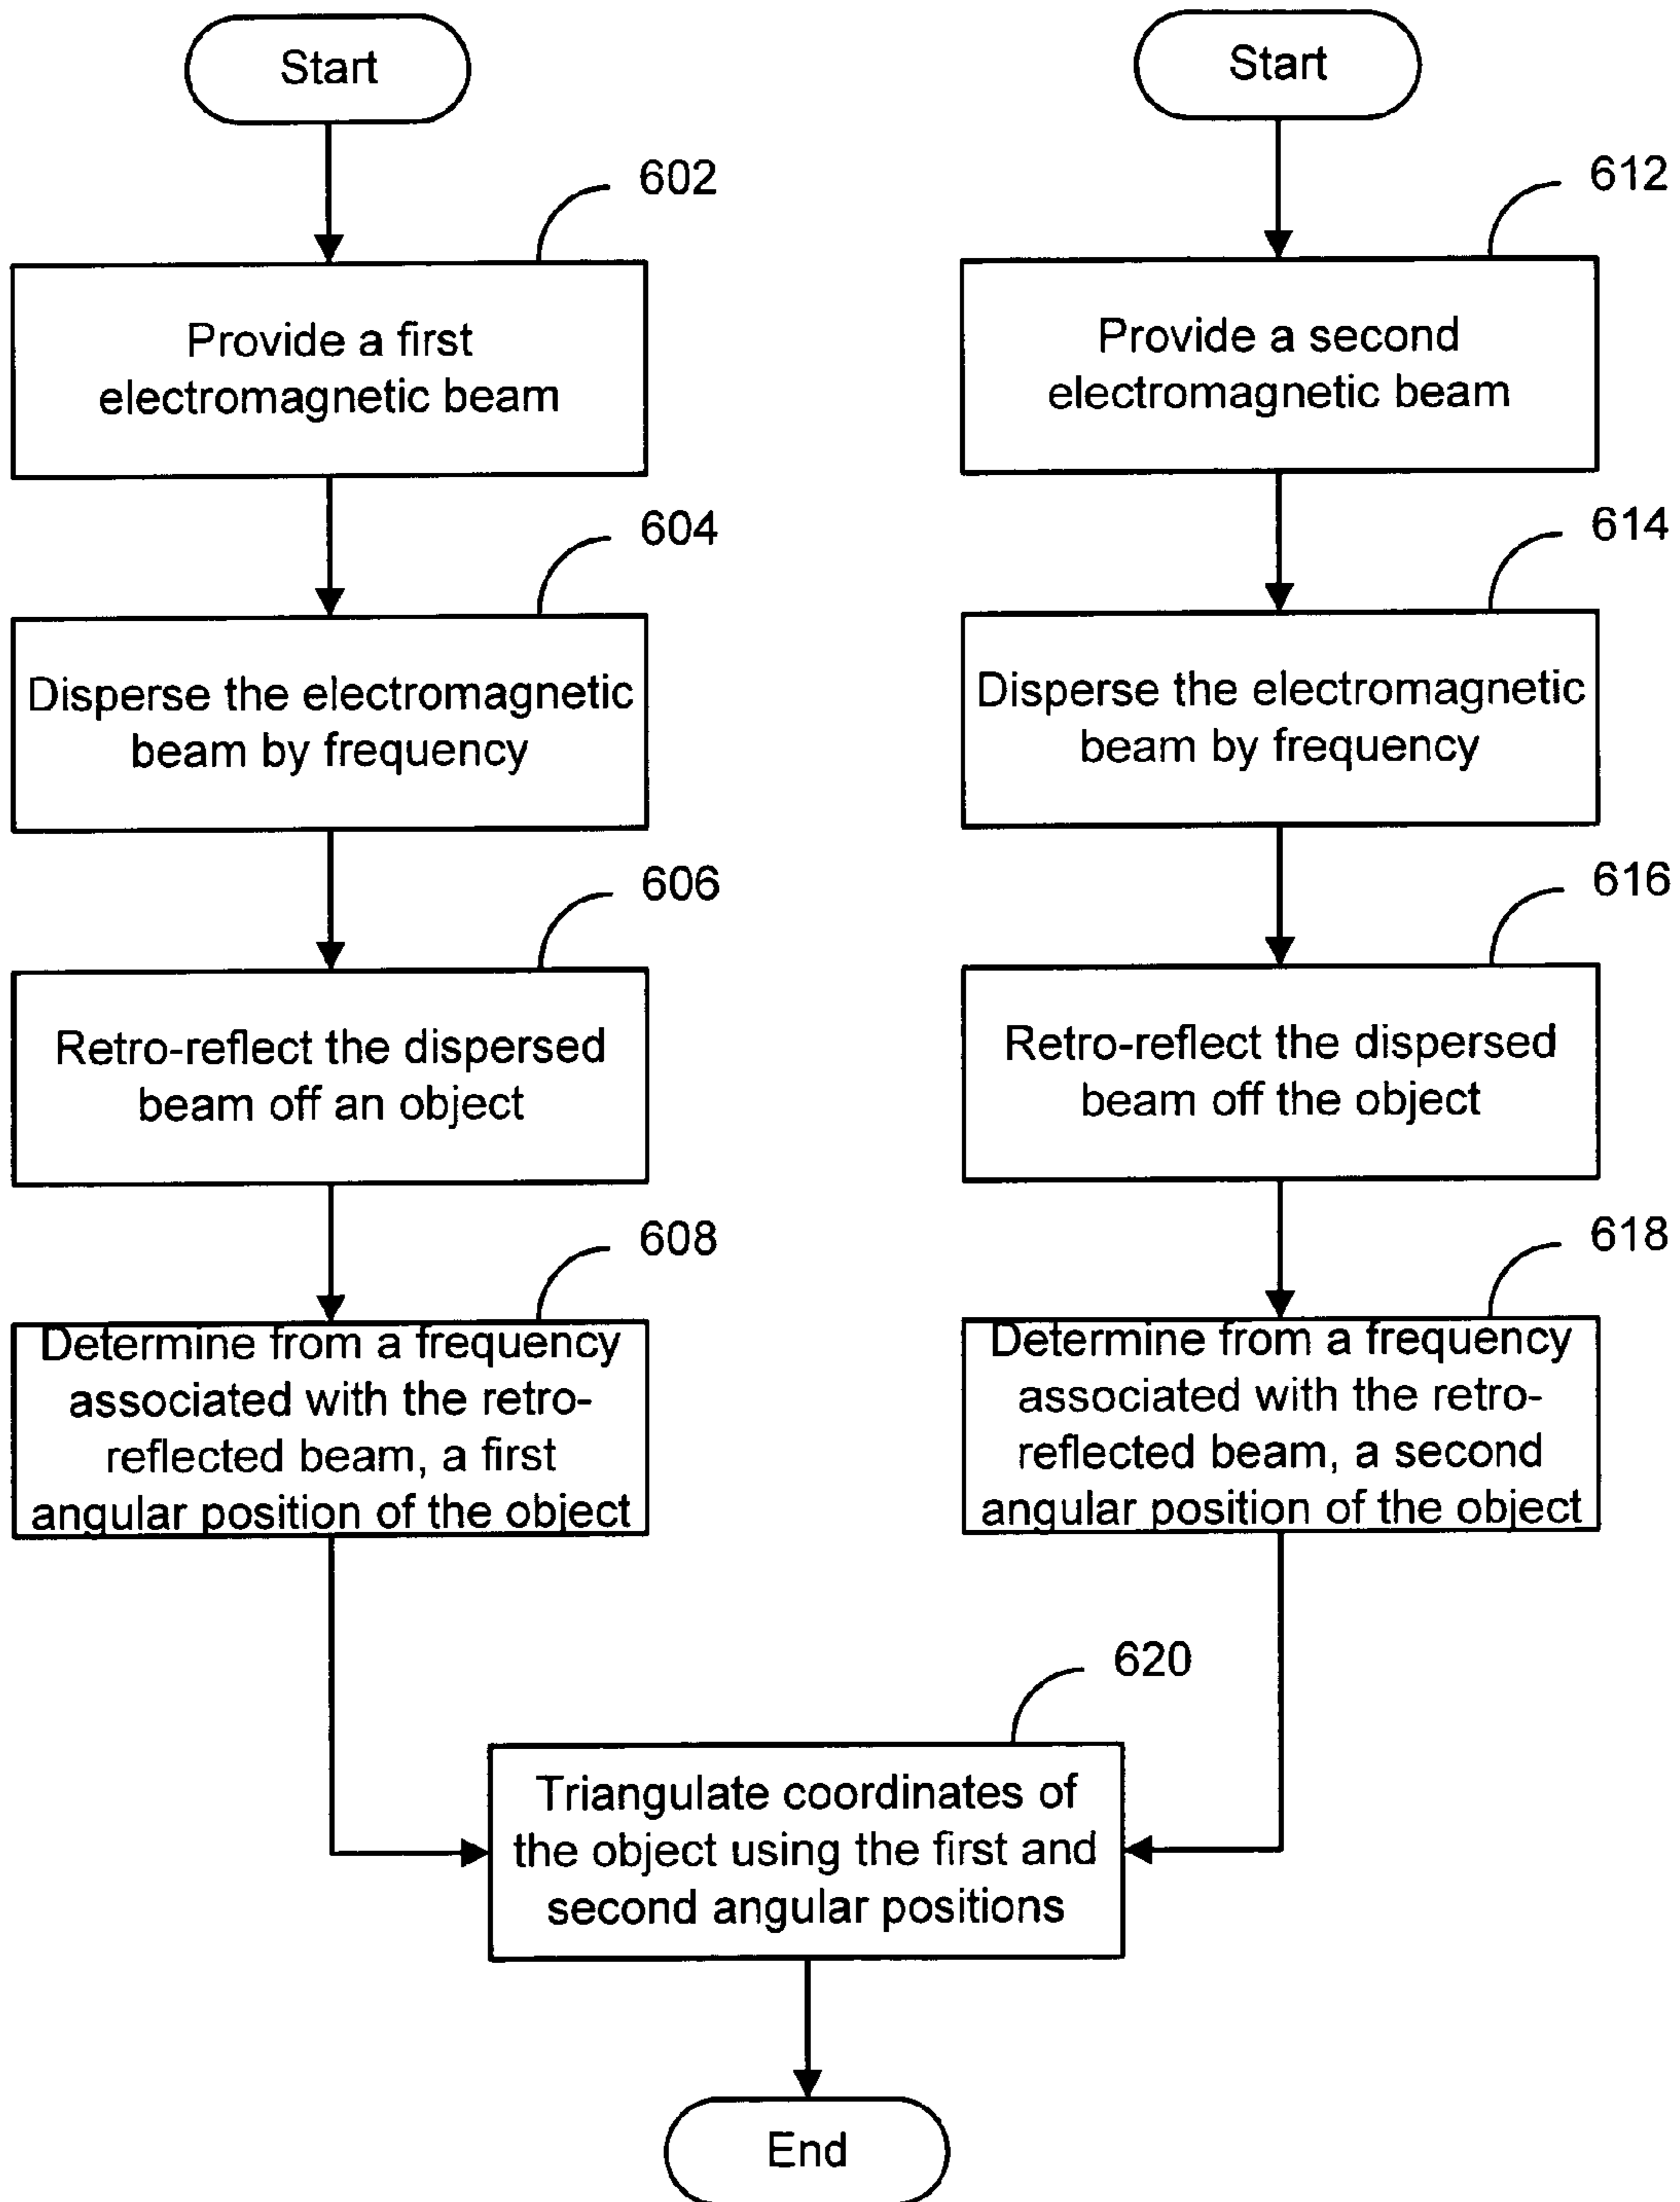 Start
602
Provide a first
electromagnetic beam
604
Disperse the electromagnetic
beam by frequency
606
Retro-reflect the dispersed
beam off an object
608
Determine from a frequency
associated with the retro-
reflected beam, a first
angular position of the object
Start
612
Provide a second
electromagnetic beam
614
Disperse the electromagnetic
beam by frequency
616
Retro-reflect the dispersed
beam off the object
618
Determine from a frequency
associated with the retro-
reflected beam, a second
angular position of the object
620
Triangulate coordinates of
the object using the first and
second angular positions
End